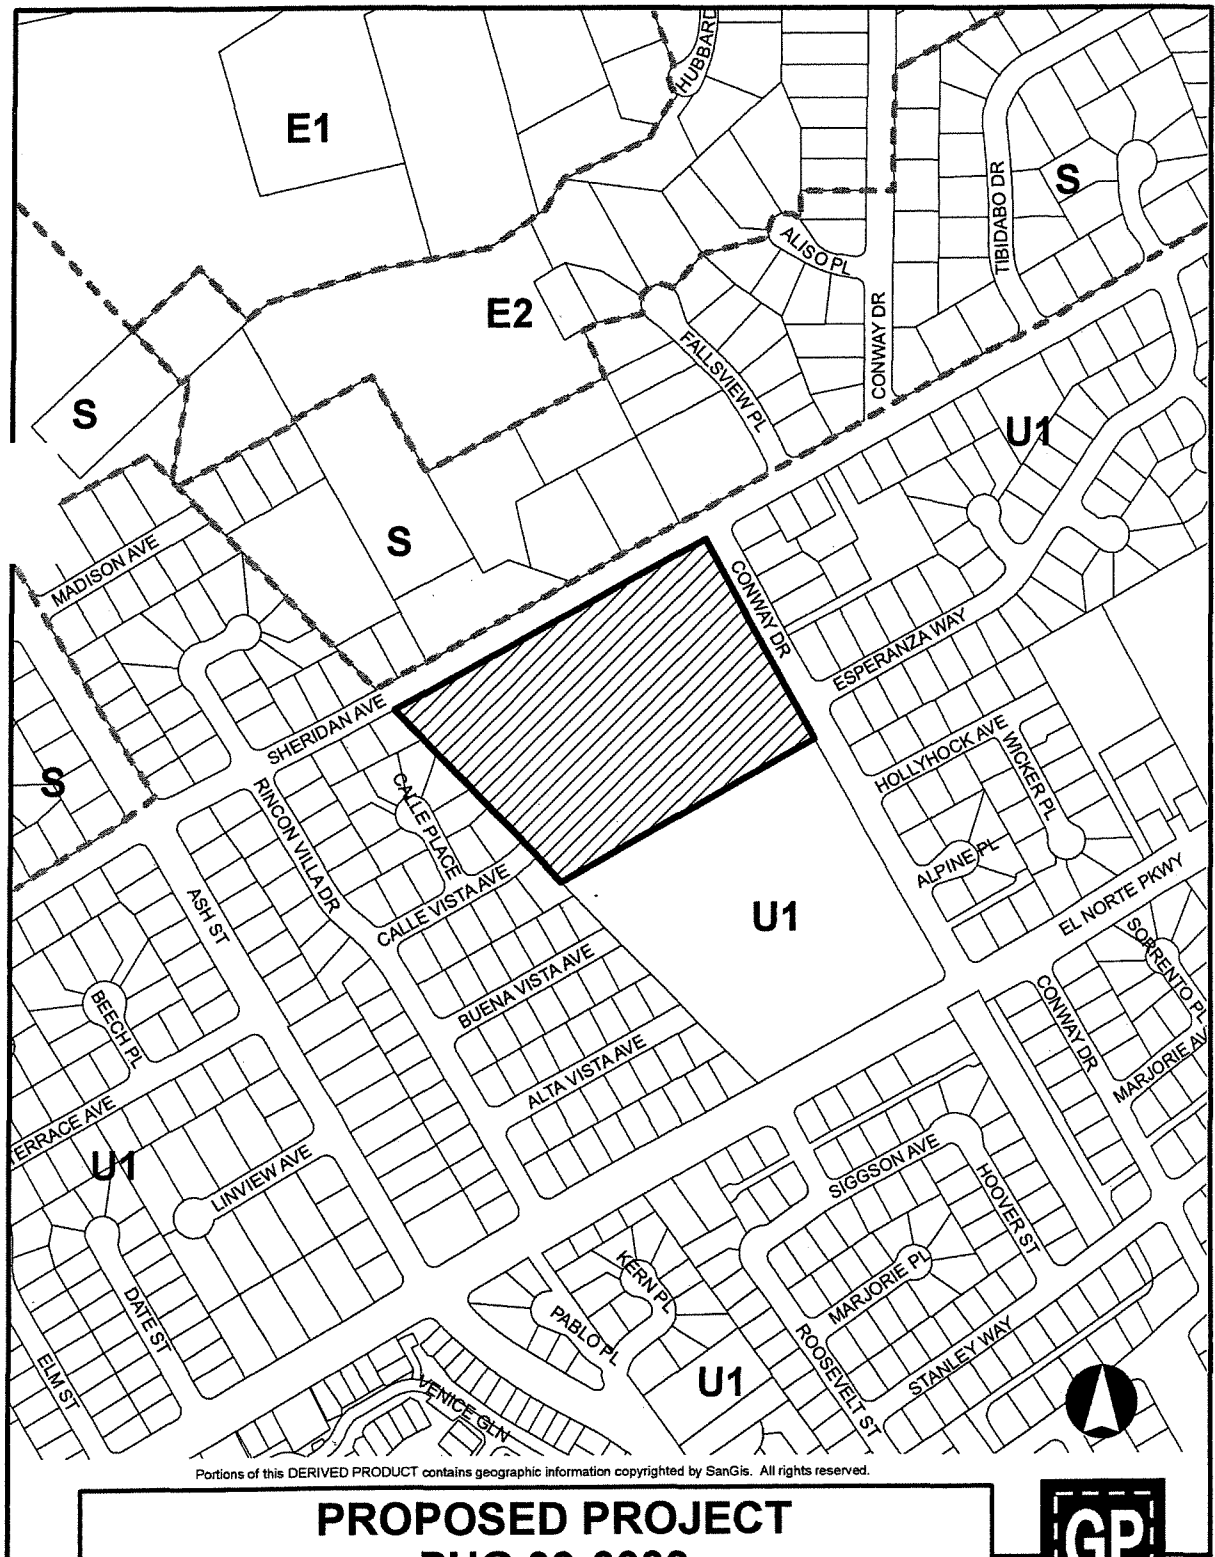 HUBBARD
E1
TIBIDABO DR
S
ALISO PL
E2
CONWAY DR
FALLSVIEW PL
S
U1
S
MADISON AVE
CONWAY DR
ESPERANZA WAY
SHERIDAN AVE
HOLLYHOCK AVE
WICKER PL
S
CALLE PLACE
RINCON VILLA DR
ALPINE PL
EL NORTE PKWY
CALLE VISTA AVE
ASH ST
U1
SORRENTO PL
BUENA VISTA AVE
CONWAY DR
BEECH PL
ALTA VISTA AVE
MARJORIE AV
ERRACE AVE
U1
LINVIEW AVE
SIGGSON AVE
HOOVER ST
KERN PL
MARJORIE PL
DATE ST
PABLO PL
ROOSEVELT ST
STANLEY WAY
ELM ST
VENICE GLN
U1
Portions of this DERIVED PRODUCT contains geographic information copyrighted by SanGis. All rights reserved.
PROPOSED PROJECT
GP